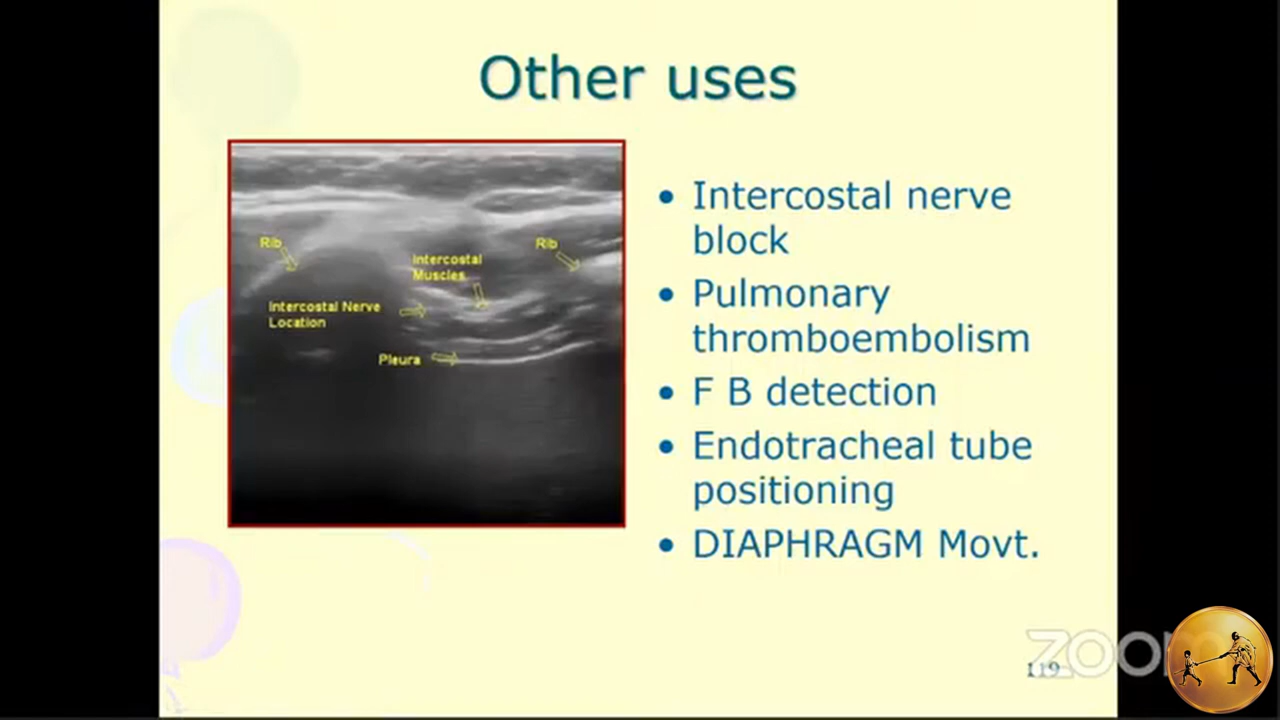 Other uses
Rib
Rib
Intercostal
Muscles
Intercostal Nerve
Location
Pleura
• Intercostal nerve
block
• Pulmonary
thromboembolism
• F B detection
• Endotracheal tube
positioning
• DIAPHRAGM Movt.
zoom
119